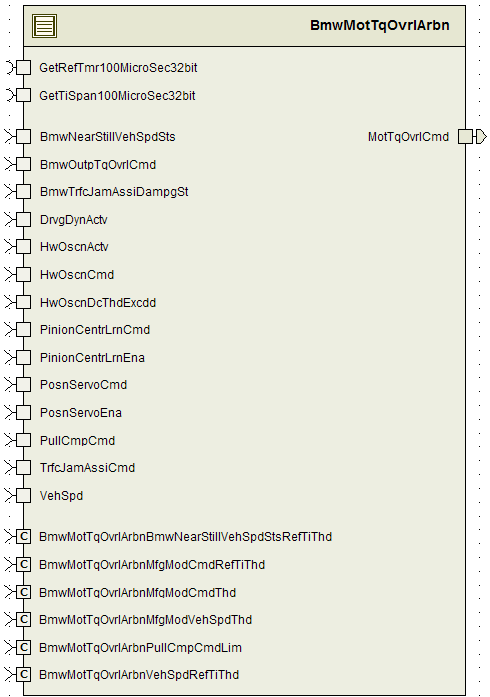 BmwMotTqOvrlArbn
GetRefTmr100MicroSec32bit
GetTiSpan100MicroSec32bit
BmwNearStillVehSpdSts
MotTqOvrlCmd
BmwOutpTqOvrlCmd
BmwTrfcJamAssiDampgSt
DrvgDynActv
HwOscnActv
HwOscnCmd
HwOscnDcThdExcdd
PinionCentrLrnCmd
PinionCentrLrnEna
PosnServoCmd
PosnServoEna
PullCmpCmd
TrfcJamAssiCmd
VehSpd
C BmwMotTqOvrlArbnBmwNearStillVehSpdStsRefTiThd
C BmwMotTqOvrlArbnMfgModCmdRefTiThd
C BmwMotTqOvrlArbnMfgModCmdThd
C BmwMotTqOvrlArbnMfgModVehSpdThd
C BmwMotTqOvrlArbnPullCmpCmdLim
C BmwMotTqOvrlArbnVehSpdRefTiThd